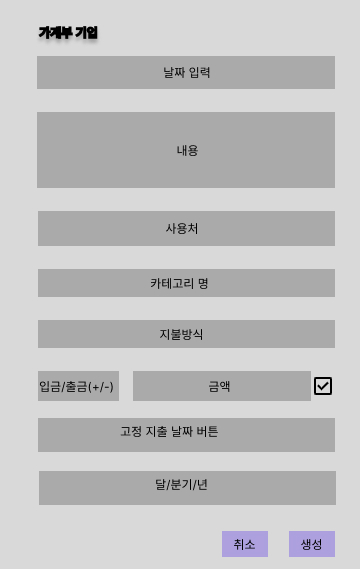 가계부 기입
날짜 입력
내용
사용처
카테고리 명
지불방식
입금/출금(+/-)
금액
고정 지출 날짜 버튼
달/분기/년
취소
생성